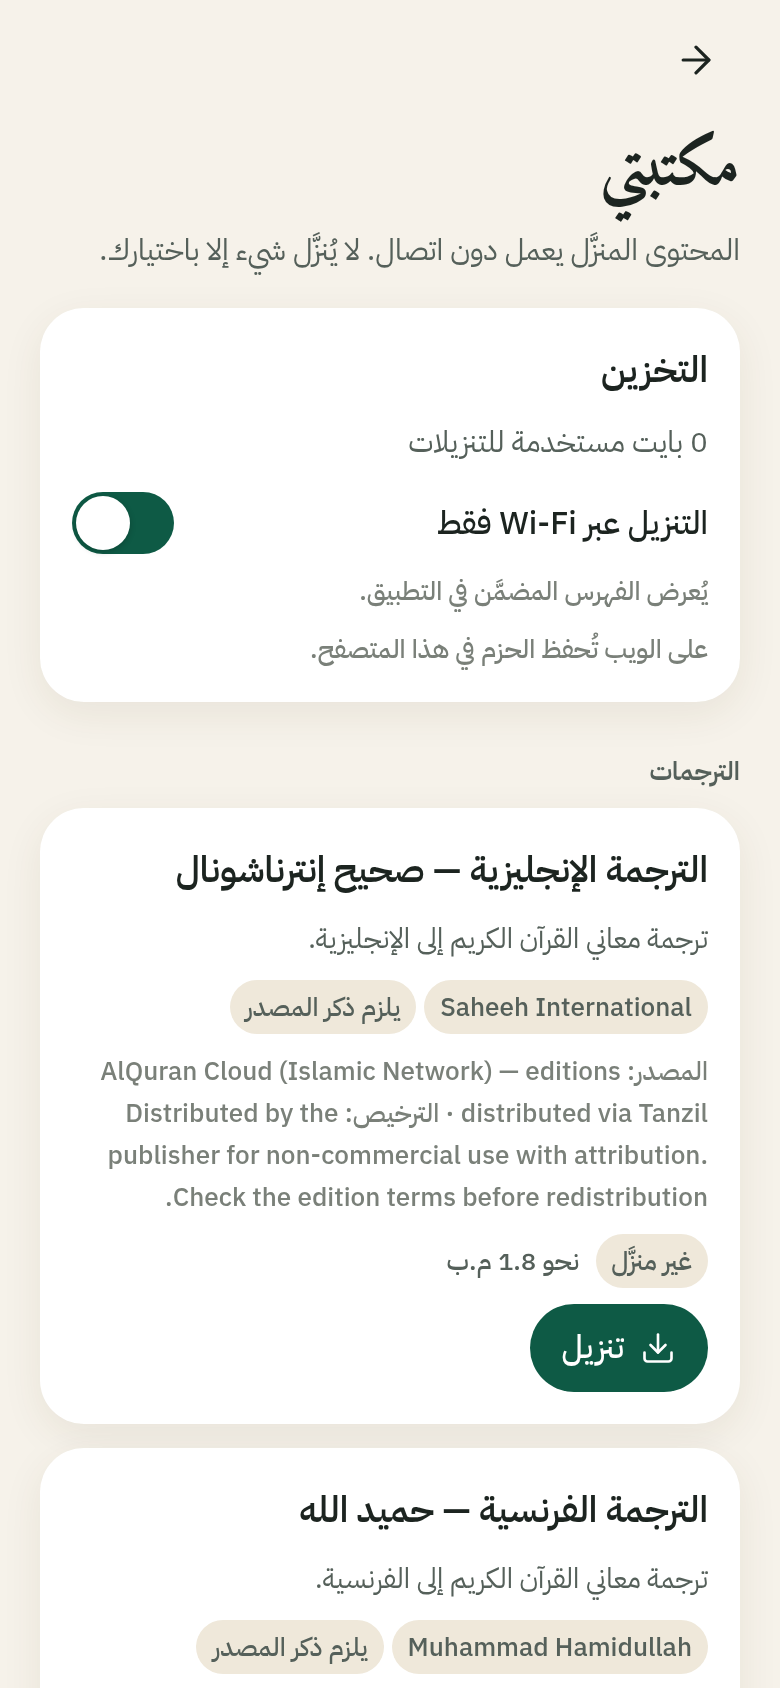 مكتبتي
المحتوى المنزَّل يعمل دون اتصال. لا يُنزَّل شيء إلا باختيارك.
التخزين
0 بايت مستخدمة للتنزيلات
التنزيل عبر Wi-Fi فقط
يُعرض الفهرس المضمَّن في التطبيق.
على الويب تُحفظ الحزم في هذا المتصفح.
الترجمات
الترجمة الإنجليزية — صحيح إنترناشونال
ترجمة معاني القرآن الكريم إلى الإنجليزية.
Saheeh International يلزم ذكر المصدر
المصدر: AlQuran Cloud (Islamic Network) — editions
distributed via Tanzil · الترخيص: Distributed by the
publisher for non-commercial use with attribution.
Check the edition terms before redistribution.
غير منزَّل نحو 1.8 م.ب
تنزيل
الترجمة الفرنسية — حميد الله
ترجمة معاني القرآن الكريم إلى الفرنسية.
Muhammad Hamidullah يلزم ذكر المصدر